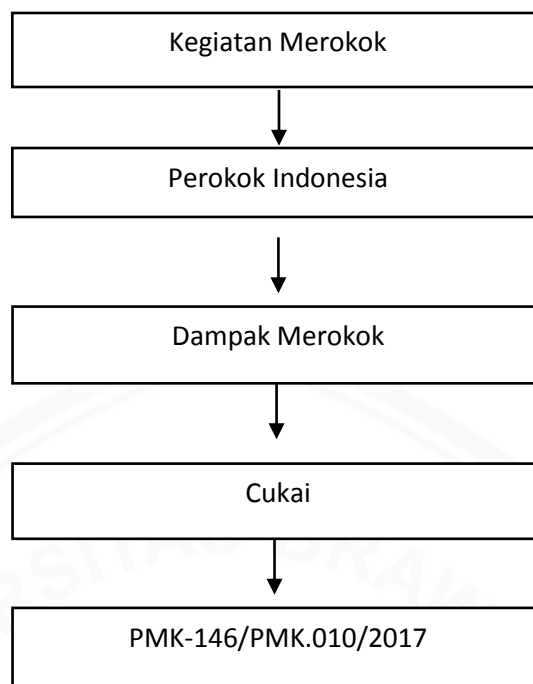 Kegiatan Merokok
Perokok Indonesia
Dampak Merokok
Cukai
PMK-146/PMK.010/2017